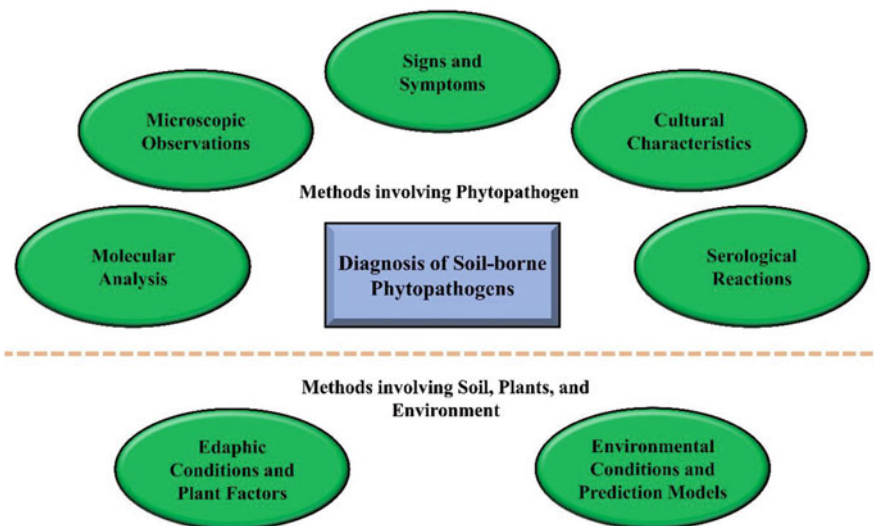 Signs and
Symptoms
Microscopic
Observations
Cultural
Characteristics
Methods involving Phytopathogen
Molecular
Analysis
Diagnosis of Soil-borne
Phytopathogens
Serological
Reactions
Methods involving Soil, Plants, and
Environment
Edaphic
Conditions and
Plant Factors
Environmental
Conditions and
Prediction Models